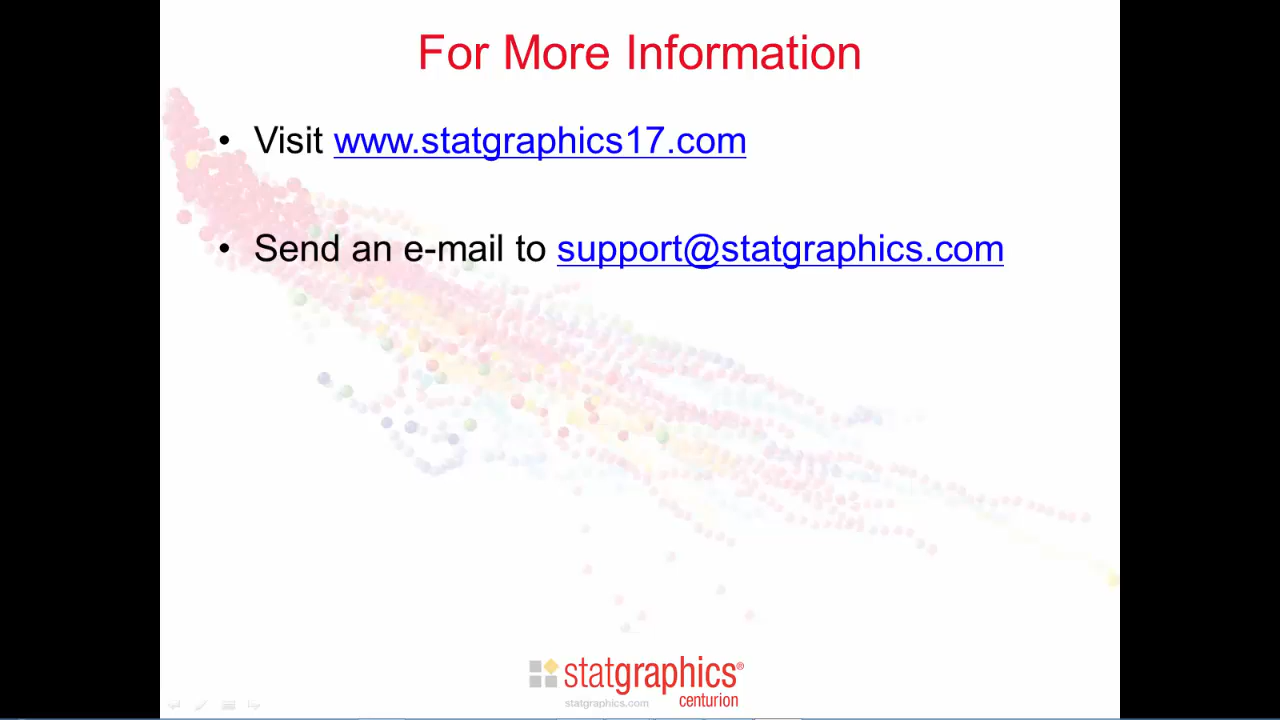 For More Information
• Visit www.statgraphics17.com
• Send an e-mail to support@statgraphics.com
statgraphics®
centurion
statgraphics.com